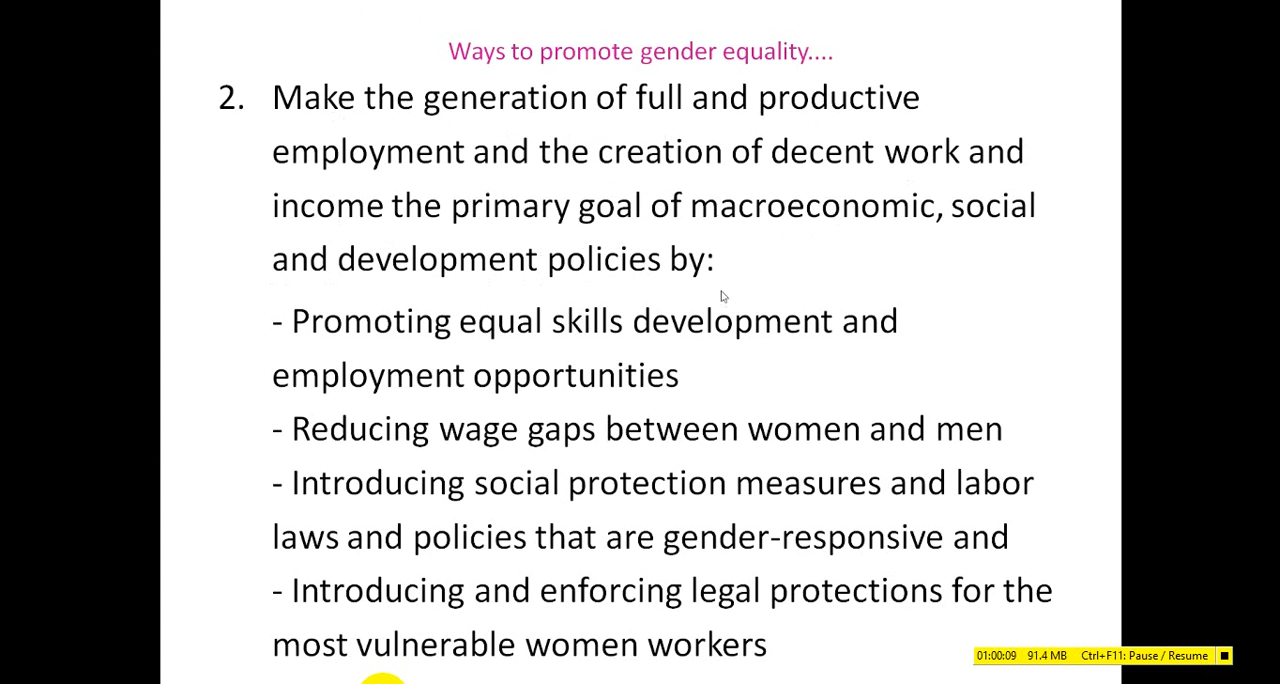 Ways to promote gender equality....
2. Make the generation of full and productive
employment and the creation of decent work and
income the primary goal of macroeconomic, social
and development policies by:
- Promoting equal skills development and
employment opportunities
- Reducing wage gaps between women and men
- Introducing social protection measures and labor
laws and policies that are gender-responsive and
- Introducing and enforcing legal protections for the
most vulnerable women workers
01:00:09 91.4 MB Ctrl+F11: Pause / Resume